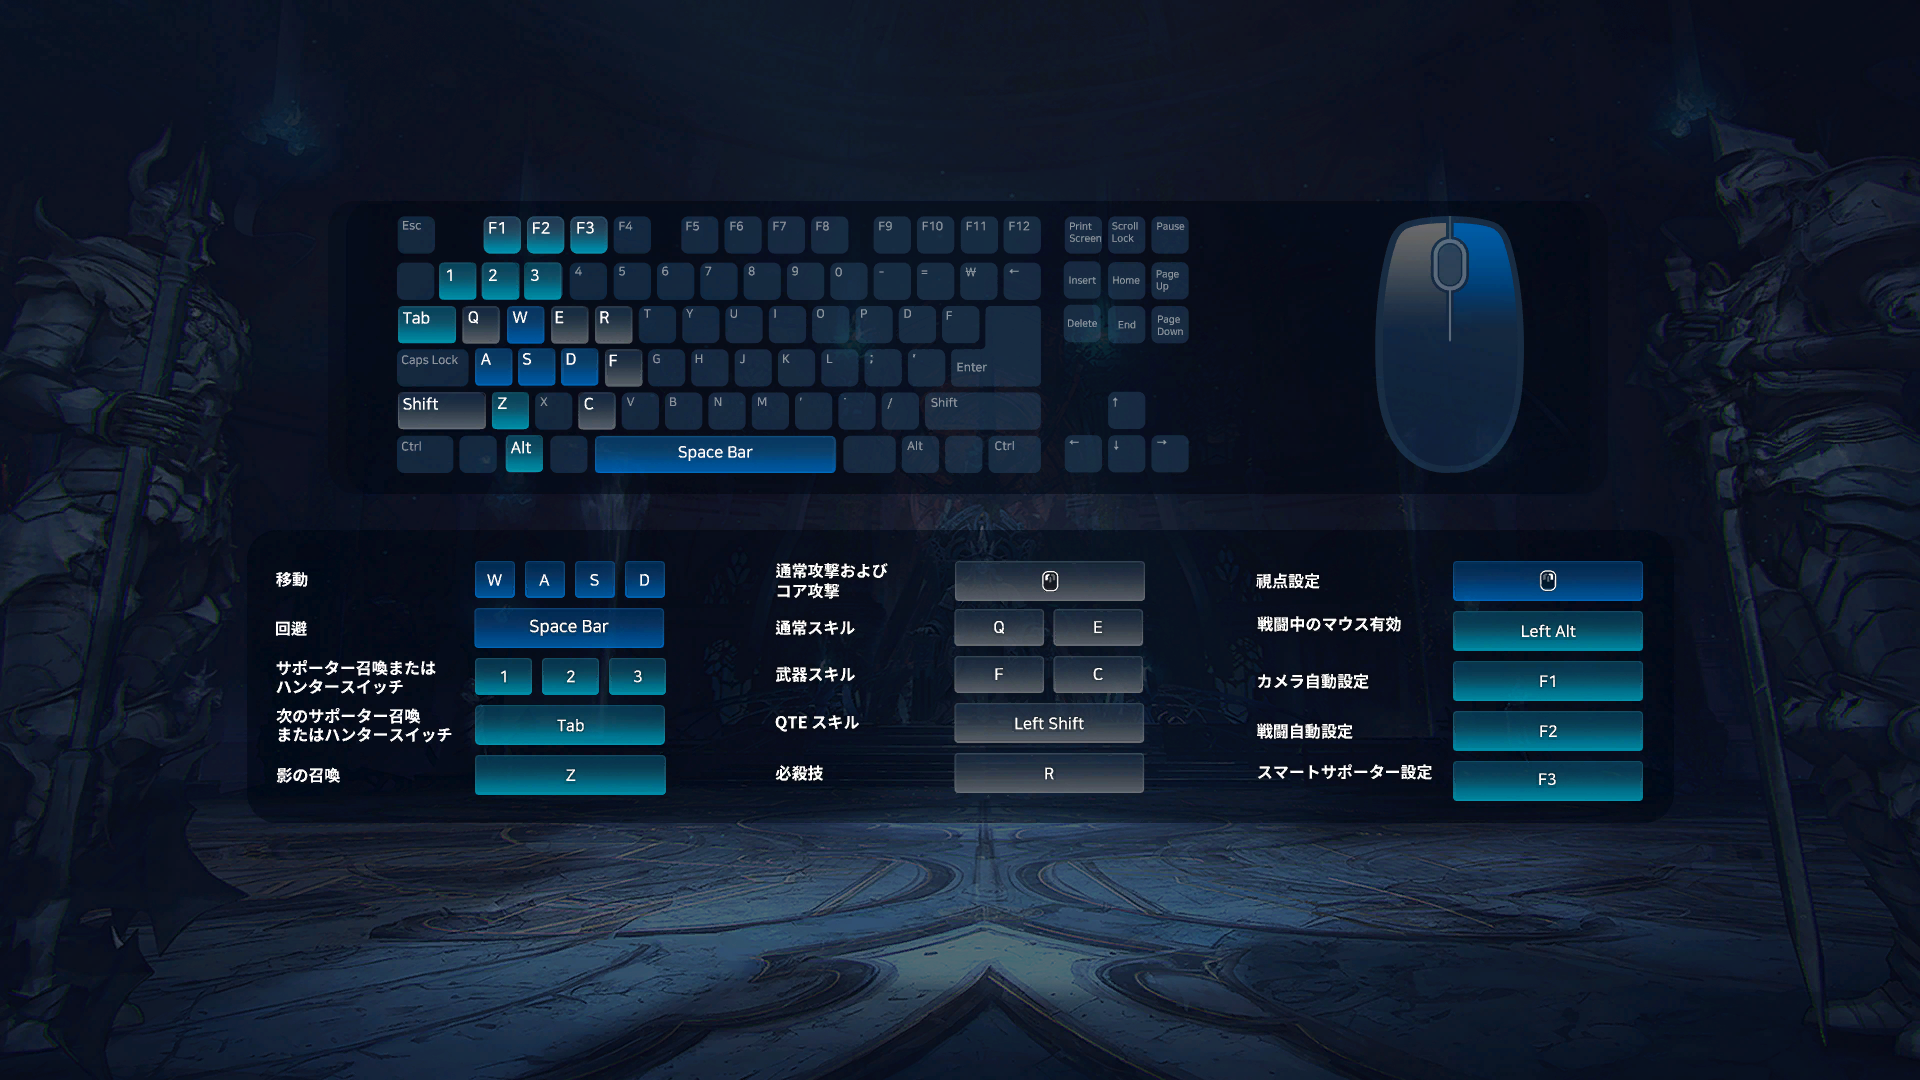 Esc F1 F2 F3 F4 F5 F6 F7 F8 F9 F10 F11 F12 Print Screen Scroll Lock Pause
1 2 3 4 5 6 7 8 9 0 - = ₩ ← Insert Home Page Up
Tab Q W E R T Y U I O P D F Delete End Page Down
Caps Lock A S D F G H J K L ; ' Enter
Shift Z X C V B N M / Shift ↑
Ctrl Alt Space Bar Alt Ctrl ← ↓ →
移動 W A S D
回避 Space Bar
サポーター召喚または
ハンタースイッチ 1 2 3
次のサポーター召喚
またはハンタースイッチ Tab
影の召喚 Z
通常攻撃および
コア攻撃
通常スキル Q E
武器スキル F C
QTE スキル Left Shift
必殺技 R
視点設定
戦闘中のマウス有効 Left Alt
カメラ自動設定 F1
戦闘自動設定 F2
スマートサポーター設定 F3